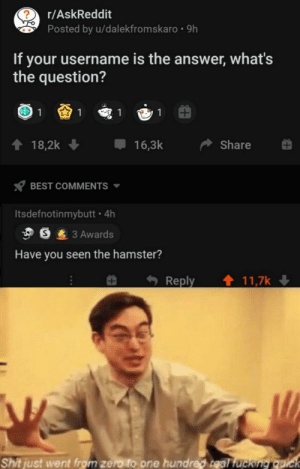 r/AskReddit
Posted by u/dalekfromskaro • 9h
If your username is the answer, what's
the question?
1 1 1 1
18,2k 16,3k Share
BEST COMMENTS
Itsdefnotinmybutt • 4h
S 3 Awards
Have you seen the hamster?
Reply 11,7k
Shit just went from zero to one hundred real fucking quick